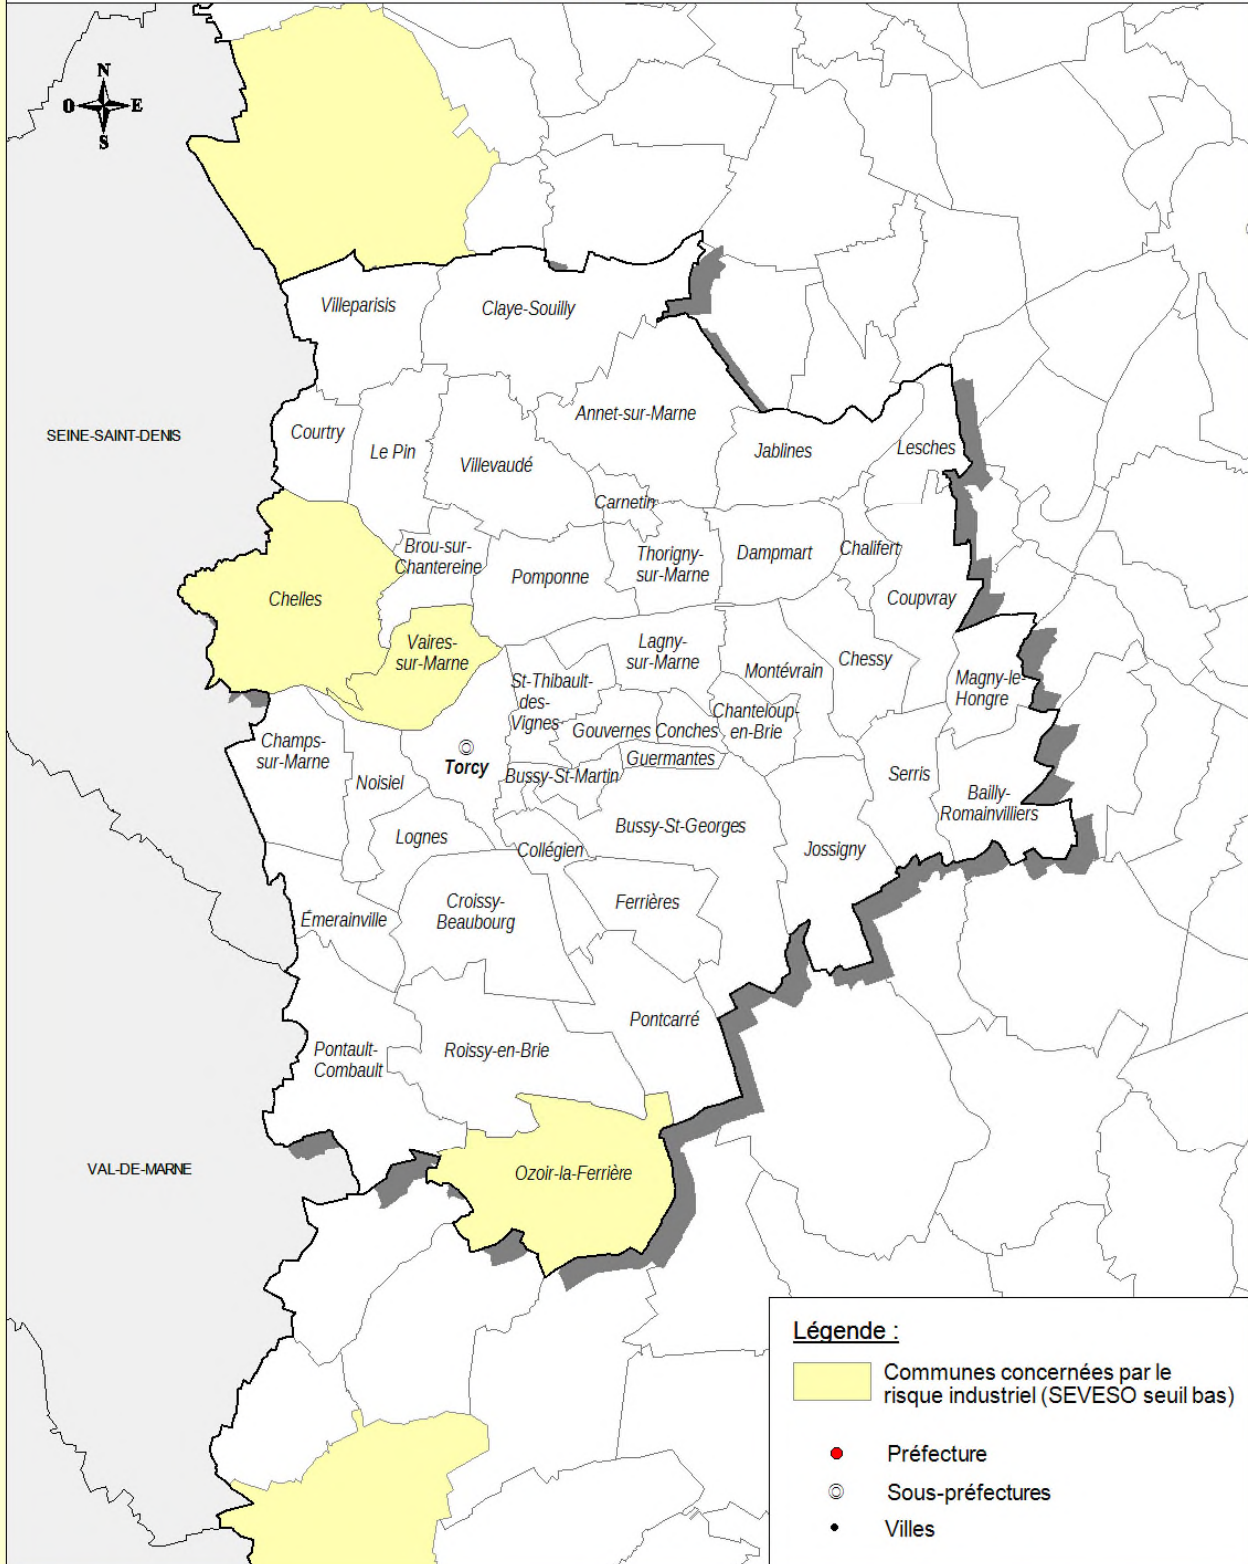 N
O E
S
Villeparisis
Claye-Souilly
SEINE-SAINT-DENIS
Courtry
Le Pin
Villevaudé
Annet-sur-Marne
Jablines
Lesches
Carnetin
Brou-sur-
Chantereine
Pomponne
Thorigny-
sur-Marne
Dampmart
Chalifert
Chelles
Coupvray
Vaires-
sur-Marne
Lagny-
sur-Marne
Montévrain
Chessy
St-Thibault-
des-
Vignes
Magny-le-
Hongre
Gouvernes
Conches
Chanteloup-
en-Brie
Champs-
sur-Marne
Noisiel
Torcy
Guermantes
Bussy-St-Martin
Serris
Bailly-
Romainvilliers
Lognes
Bussy-St-Georges
Collégien
Jossigny
Émerainville
Croissy-
Beaubourg
Ferrières
Pontcarré
Pontault-
Combault
Roissy-en-Brie
VAL-DE-MARNE
Ozoir-la-Ferrière
Légende :
Communes concernées par le
risque industriel (SEVESO seuil bas)
Préfecture
Sous-préfectures
Villes